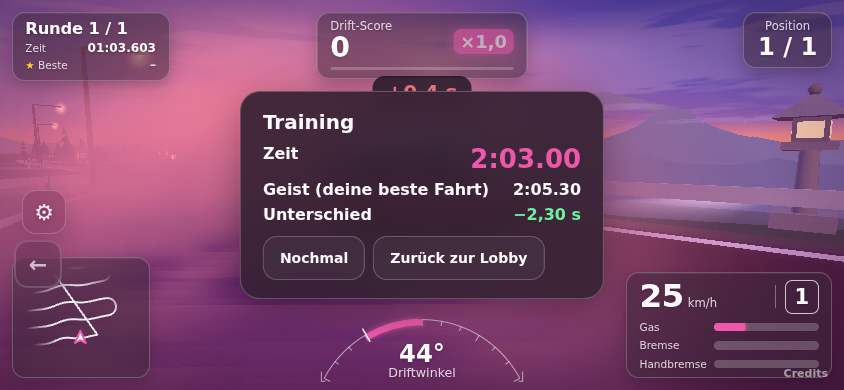 Runde 1 / 1
Zeit 01:03.603
★ Beste –
Drift-Score
0 ×1,0
Position
1 / 1
Training
Zeit 2:03.00
Geist (deine beste Fahrt) 2:05.30
Unterschied −2,30 s
Nochmal Zurück zur Lobby
25 km/h 1
Gas
Bremse
Handbremse
Credits
44°
Driftwinkel